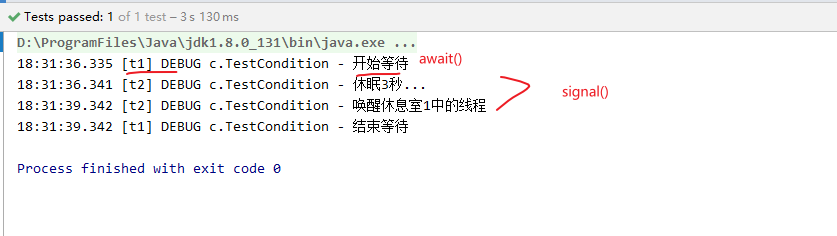 Tests passed: 1 of 1 test – 3 s 130 ms
D:\ProgramFiles\Java\jdk1.8.0_131\bin\java.exe ...
18:31:36.335 [t1] DEBUG c.TestCondition - 开始等待 await()
18:31:36.341 [t2] DEBUG c.TestCondition - 休眠3秒...
signal()
18:31:39.342 [t2] DEBUG c.TestCondition - 唤醒休息室1中的线程
18:31:39.342 [t1] DEBUG c.TestCondition - 结束等待
Process finished with exit code 0